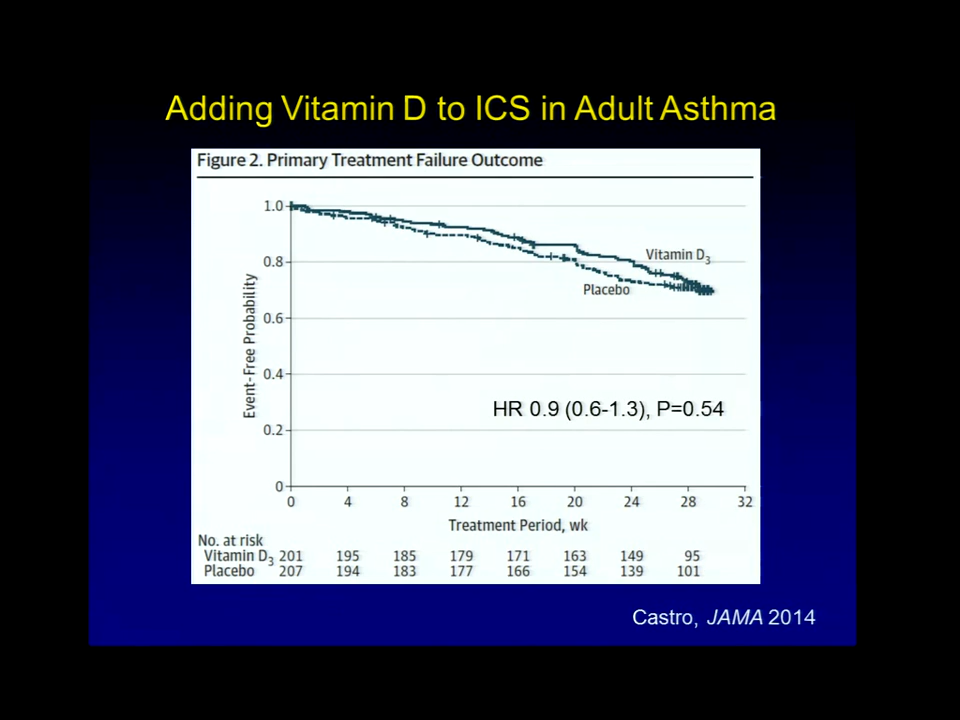 Adding Vitamin D to ICS in Adult Asthma
Figure 2. Primary Treatment Failure Outcome
1.0
0.8
0.6
0.4
0.2
0
Event-Free Probability
Vitamin D3
Placebo
HR 0.9 (0.6-1.3), P=0.54
0 4 8 12 16 20 24 28 32
Treatment Period, wk
No. at risk
Vitamin D3 201 195 185 179 171 163 149 95
Placebo 207 194 183 177 166 154 139 101
Castro, JAMA 2014